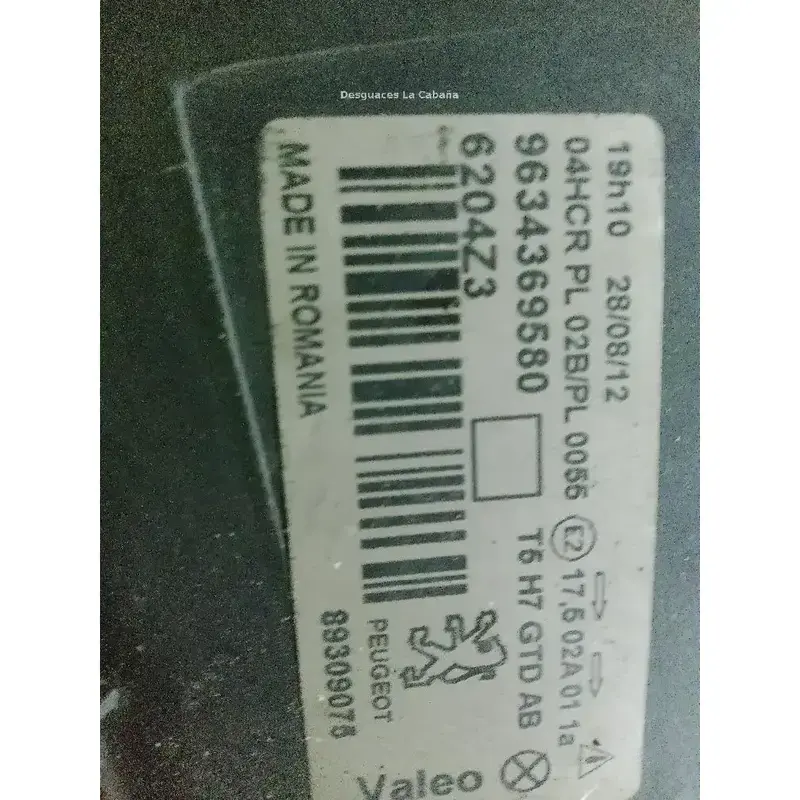 Desguaces La Cabaña
19h10 28/08/12
04HCR PL 02B/PL 0056 E2 17,5 02A 01 1a
9634369580 T5 H7 GTD AB
6204Z3
PEUGEOT
MADE IN ROMANIA 89309078
Valeo